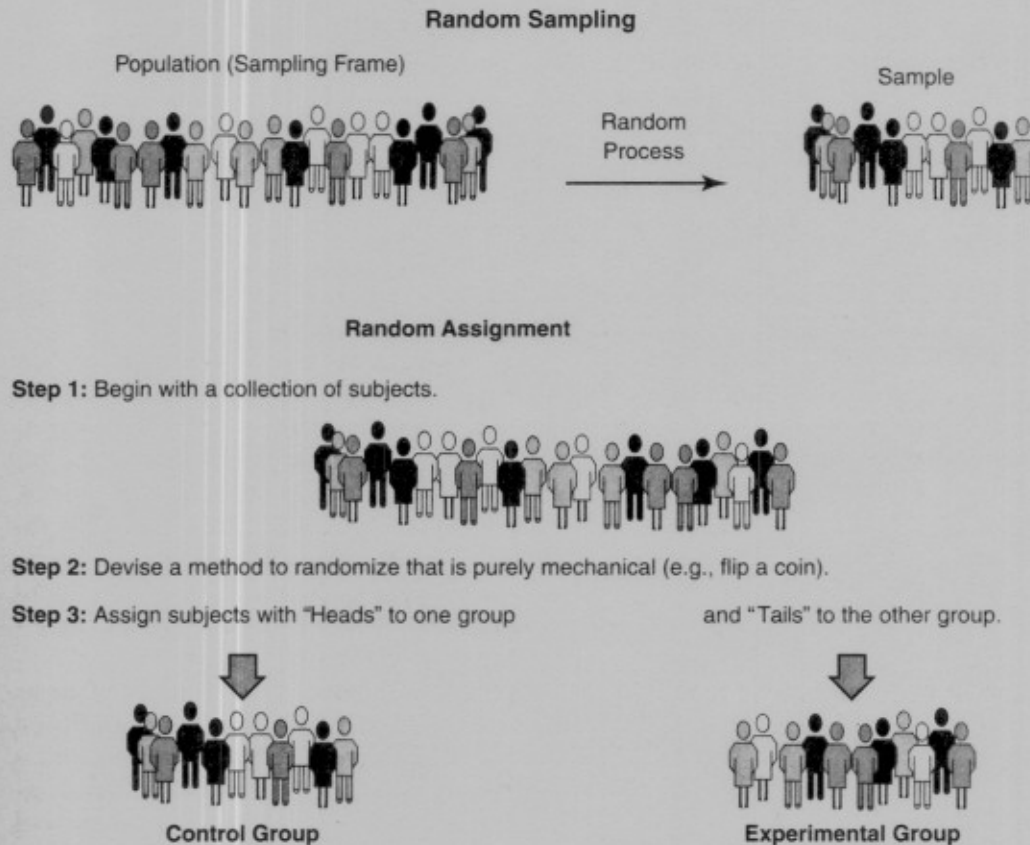 Random Sampling
Population (Sampling Frame)
Sample
Random
Process
Random Assignment
Step 1: Begin with a collection of subjects.
Step 2: Devise a method to randomize that is purely mechanical (e.g., flip a coin).
Step 3: Assign subjects with “Heads” to one group and “Tails” to the other group.
Control Group
Experimental Group